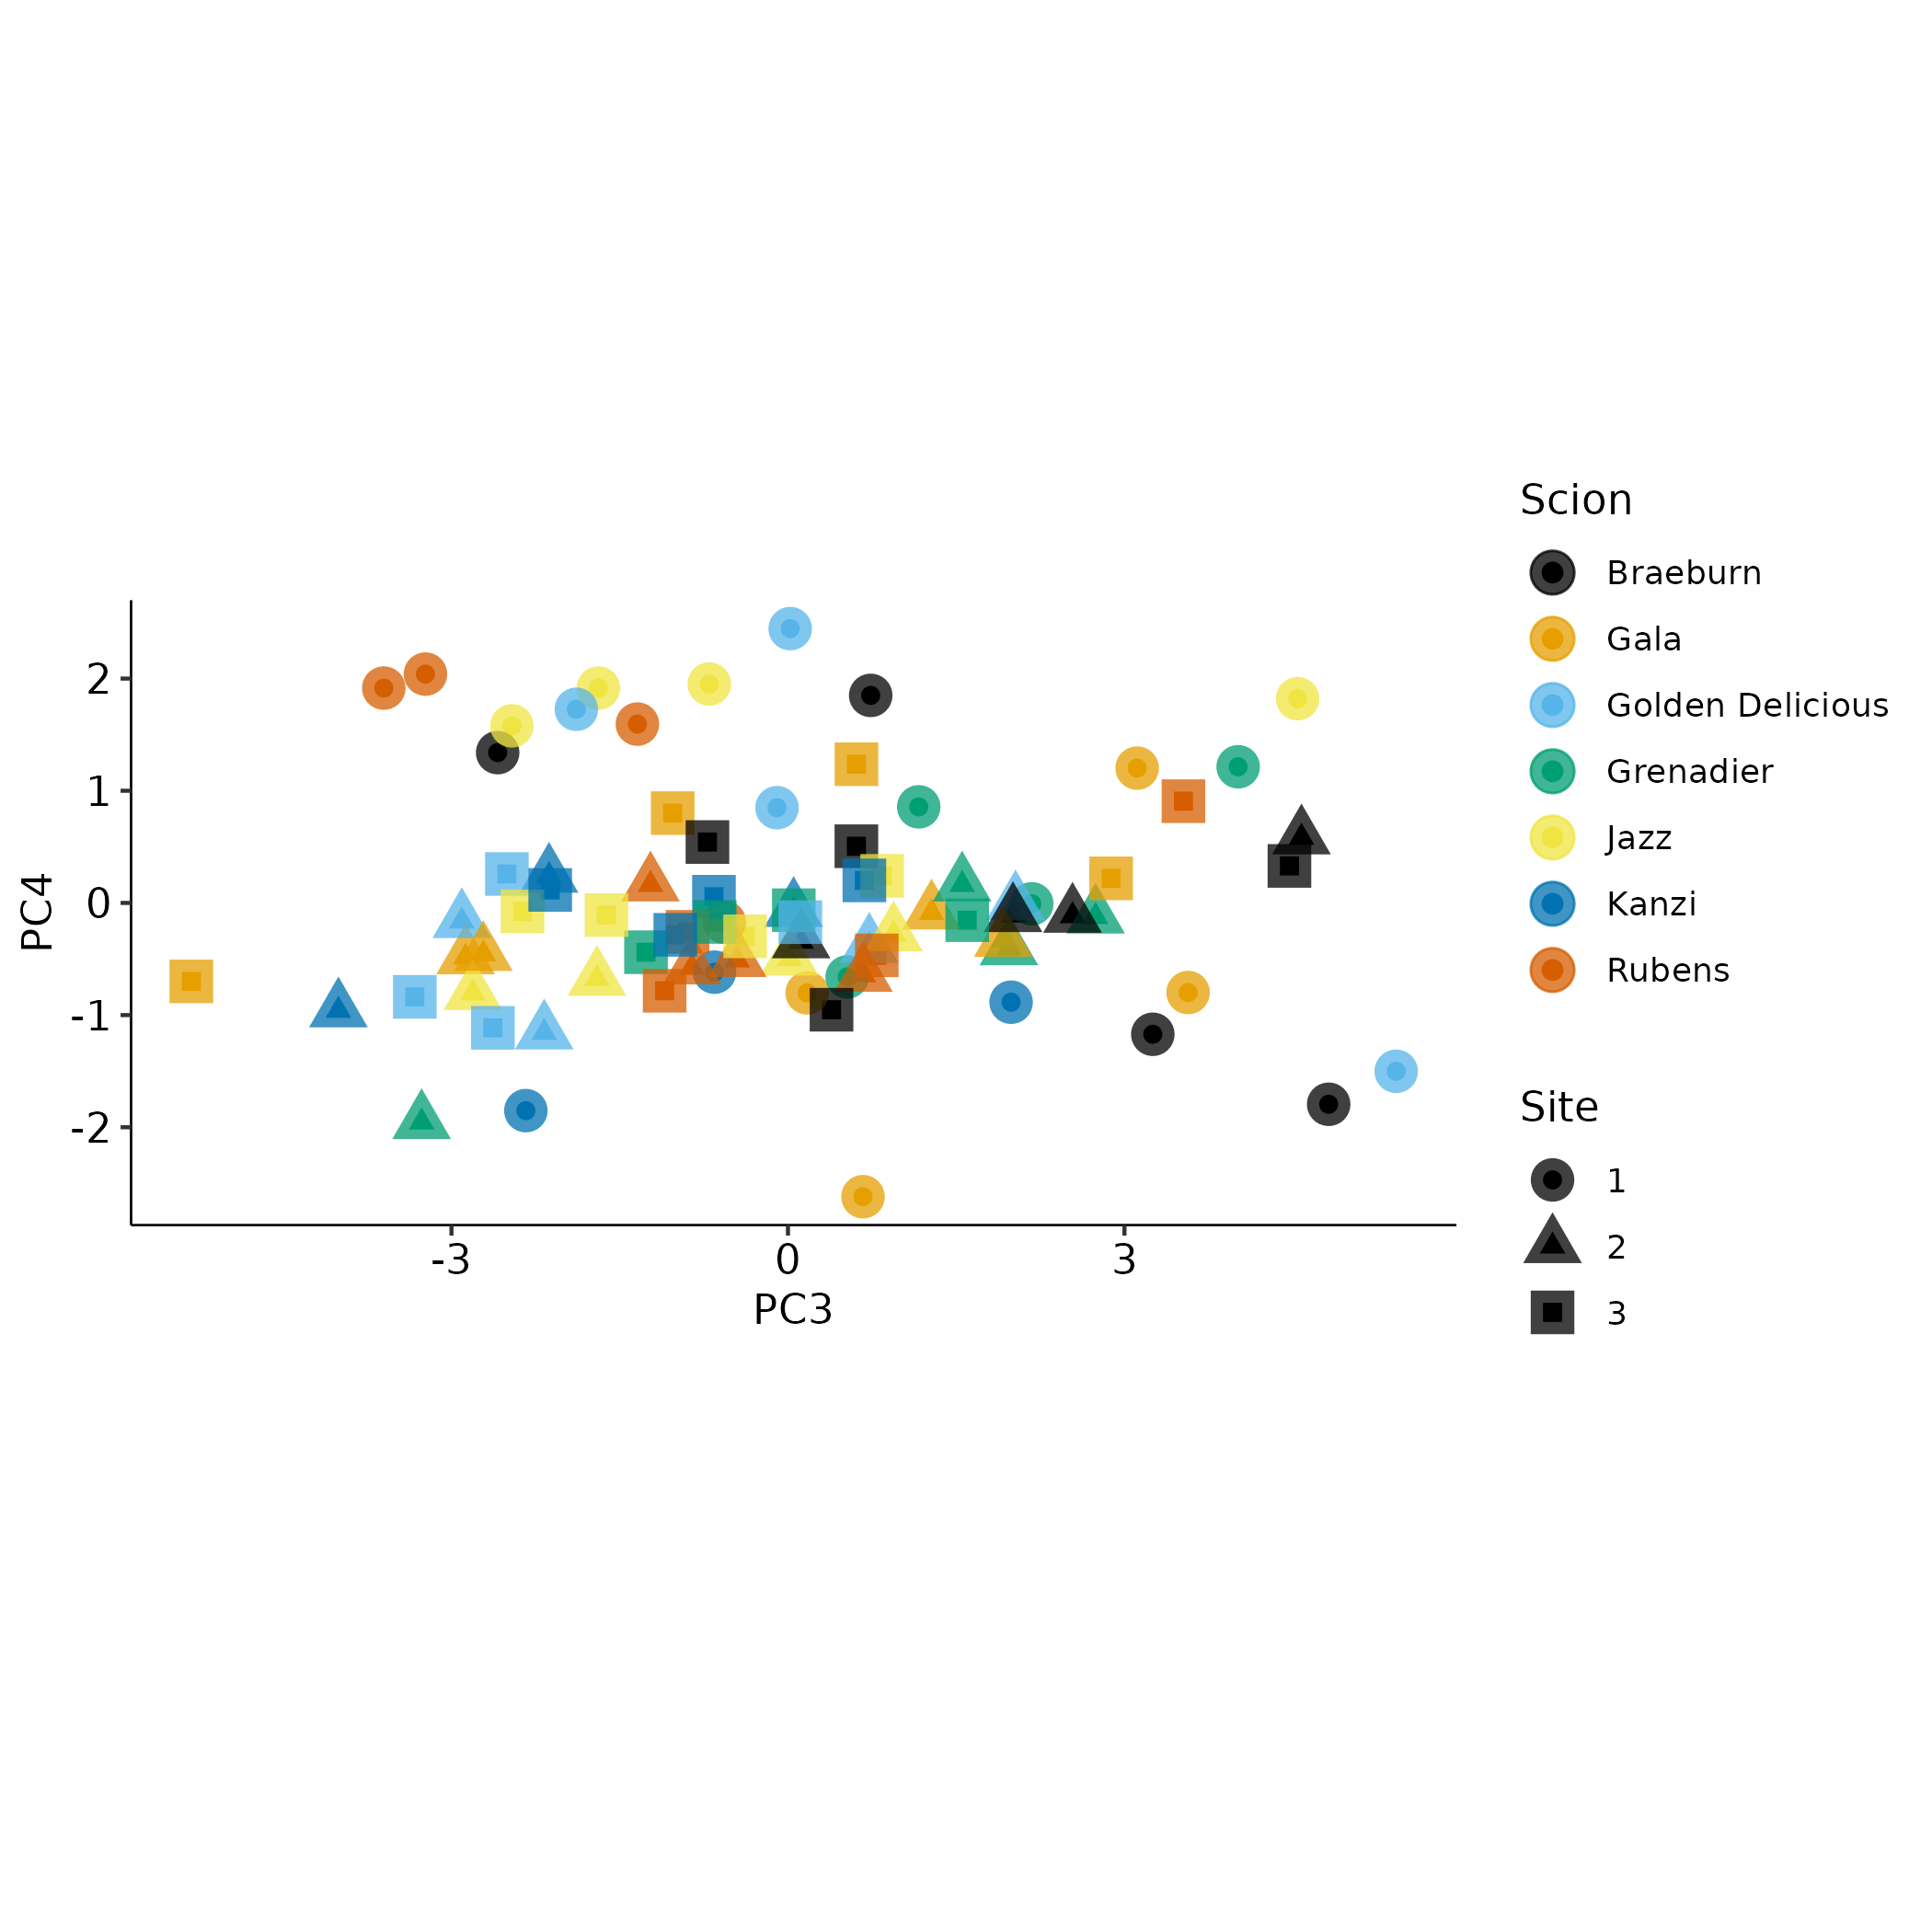 PC4
2
1
0
-1
-2
-3
0
3
PC3
Scion
Braeburn
Gala
Golden Delicious
Grenadier
Jazz
Kanzi
Rubens
Site
1
2
3